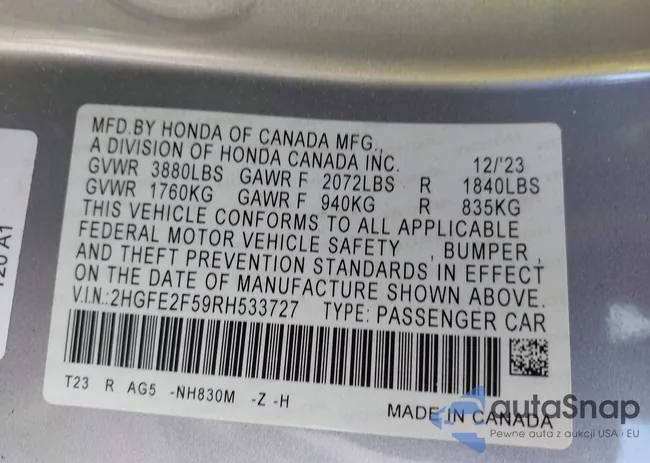 MFD.BY HONDA OF CANADA MFG.,
A DIVISION OF HONDA CANADA INC. 12/'23
GVWR 3880LBS GAWR F 2072LBS R 1840LBS
GVWR 1760KG GAWR F 940KG R 835KG
THIS VEHICLE CONFORMS TO ALL APPLICABLE
FEDERAL MOTOR VEHICLE SAFETY , BUMPER ,
AND THEFT PREVENTION STANDARDS IN EFFECT
ON THE DATE OF MANUFACTURE SHOWN ABOVE.
V.I.N.:2HGFE2F59RH533727 TYPE: PASSENGER CAR
T23 R AG5 -NH830M -Z -H
MADE IN CANADA
120 A1
autoSnap
Pewne auta z aukcji USA i EU